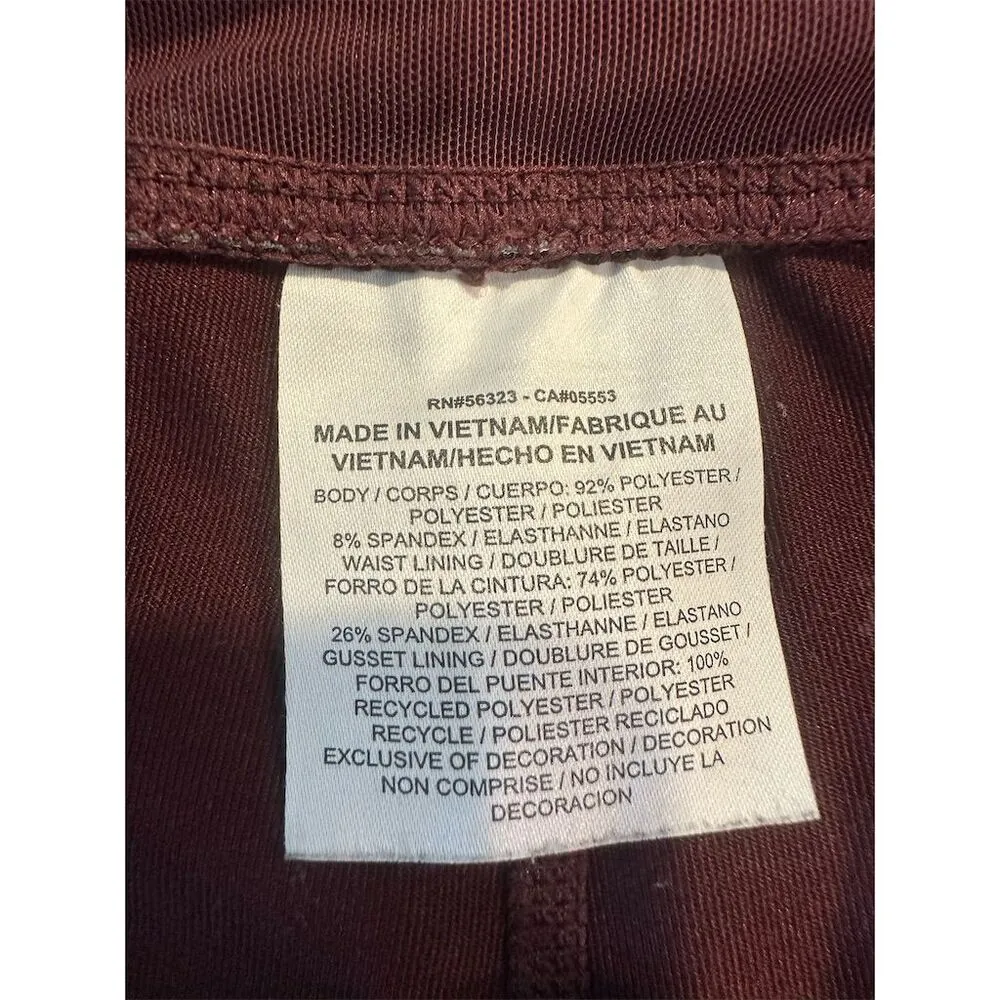 RN#56323 - CA#05553
MADE IN VIETNAM/FABRIQUE AU
VIETNAM/HECHO EN VIETNAM
BODY / CORPS / CUERPO: 92% POLYESTER /
POLYESTER / POLIESTER
8% SPANDEX / ELASTHANNE / ELASTANO
WAIST LINING / DOUBLURE DE TAILLE /
FORRO DE LA CINTURA: 74% POLYESTER /
POLYESTER / POLIESTER
26% SPANDEX / ELASTHANNE / ELASTANO
GUSSET LINING / DOUBLURE DE GOUSSET /
FORRO DEL PUENTE INTERIOR: 100%
RECYCLED POLYESTER / POLYESTER
RECYCLE / POLIESTER RECICLADO
EXCLUSIVE OF DECORATION / DECORATION
NON COMPRISE / NO INCLUYE LA
DECORACION